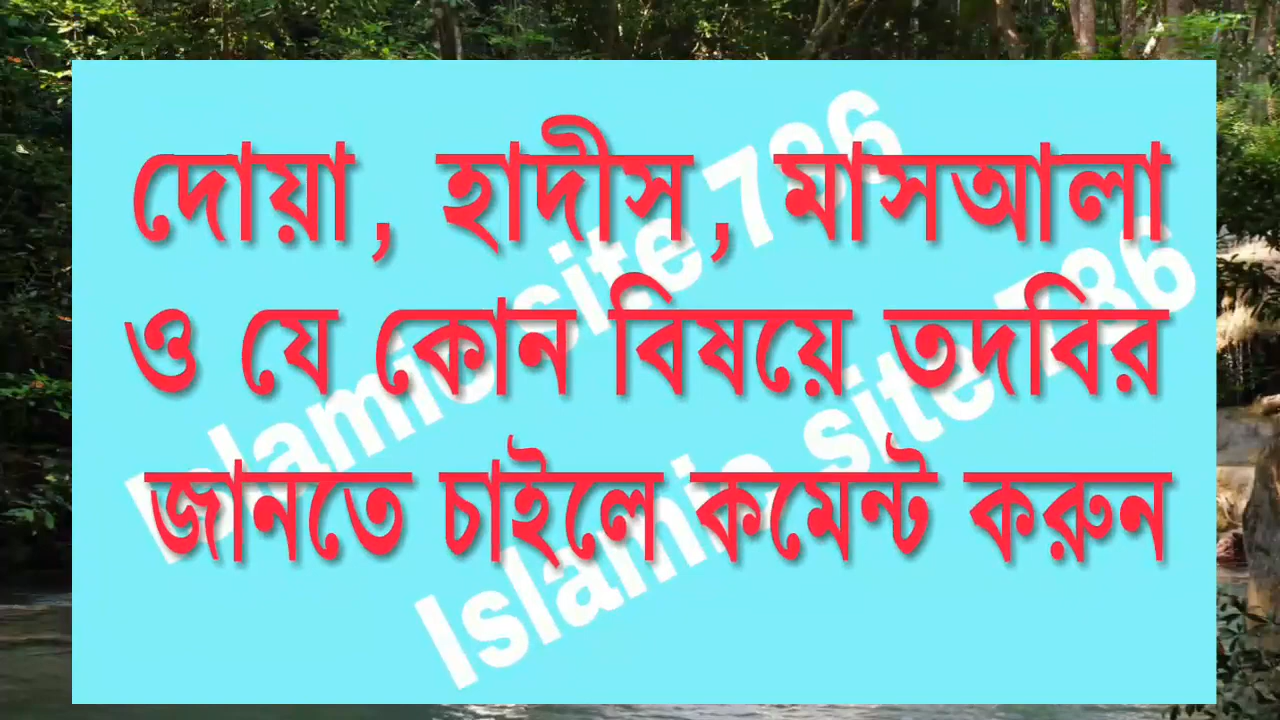 দোয়া, হাদীস, মাসআলা
ও যে কোন বিষয়ে তদবির
জানতে চাইলে কমেন্ট করুন
Islamic site 786
Islamic site 786